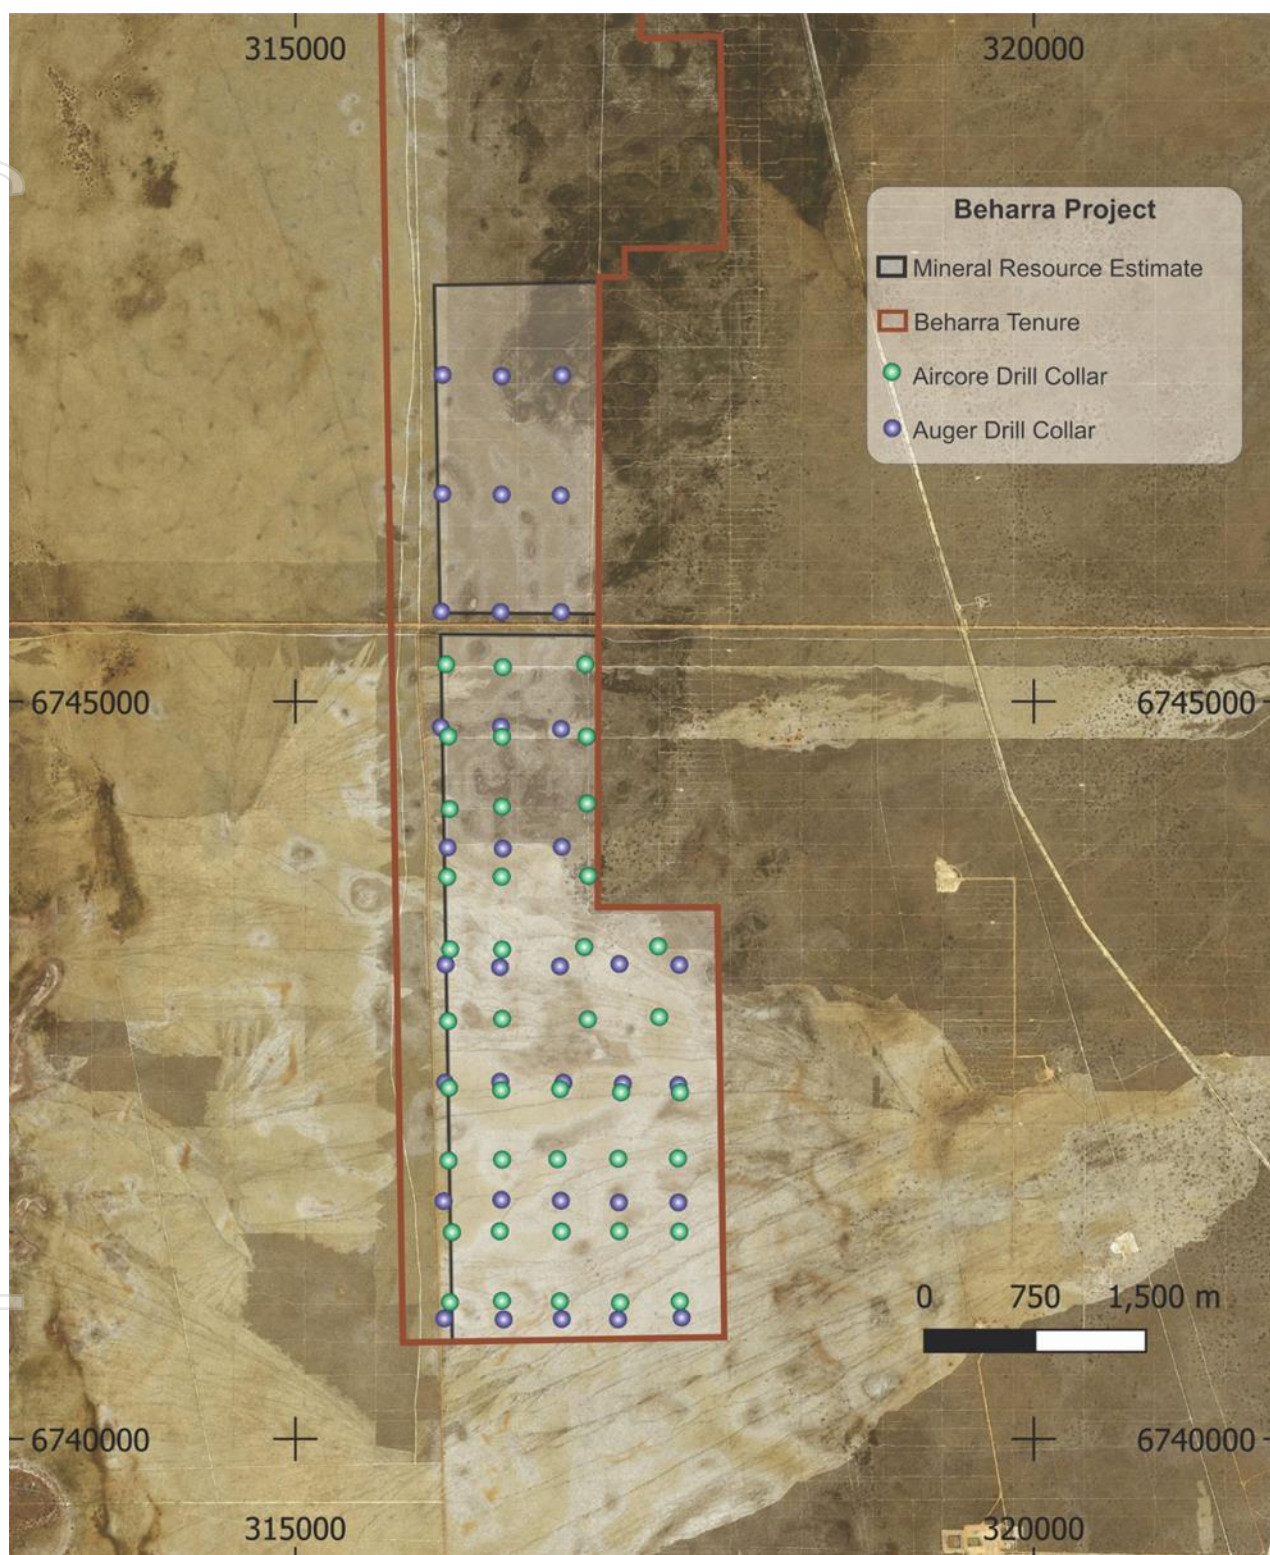 315000
320000
Beharra Project
Mineral Resource Estimate
Beharra Tenure
Aircore Drill Collar
Auger Drill Collar
6745000
6745000
0 750 1,500 m
6740000
6740000
315000
320000